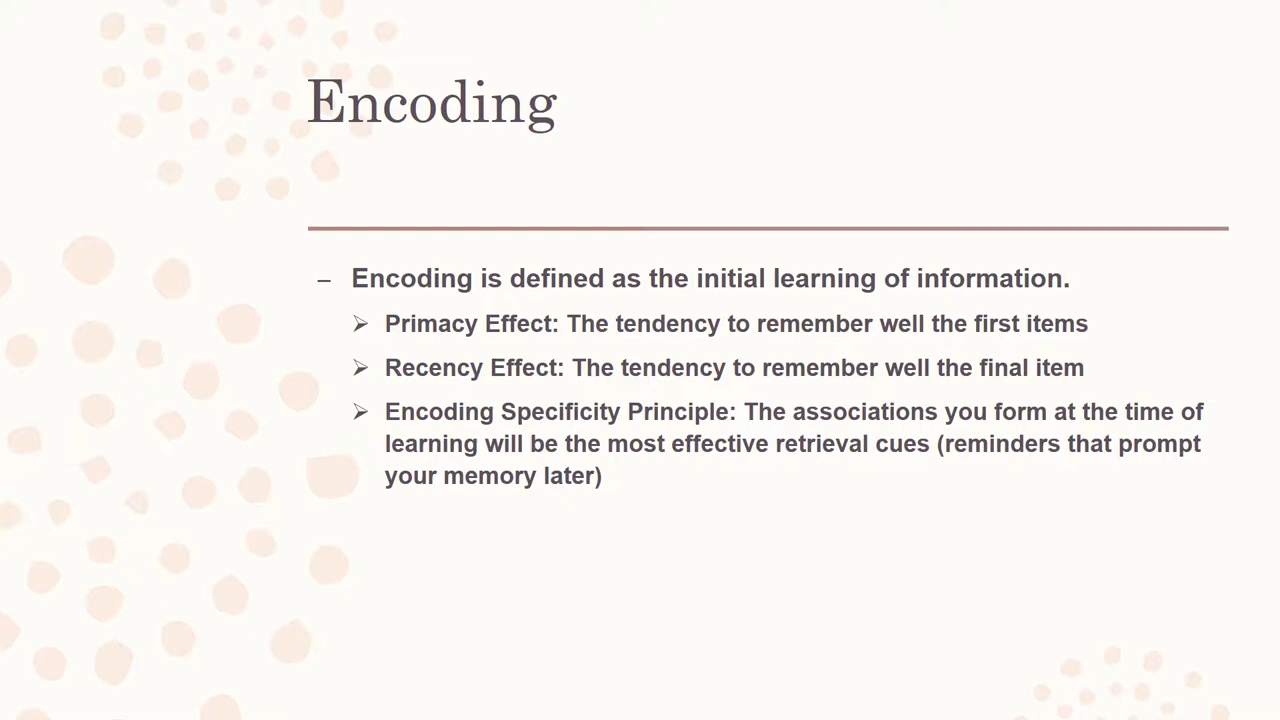 Encoding
– Encoding is defined as the initial learning of information.
➢ Primacy Effect: The tendency to remember well the first items
➢ Recency Effect: The tendency to remember well the final item
➢ Encoding Specificity Principle: The associations you form at the time of
learning will be the most effective retrieval cues (reminders that prompt
your memory later)